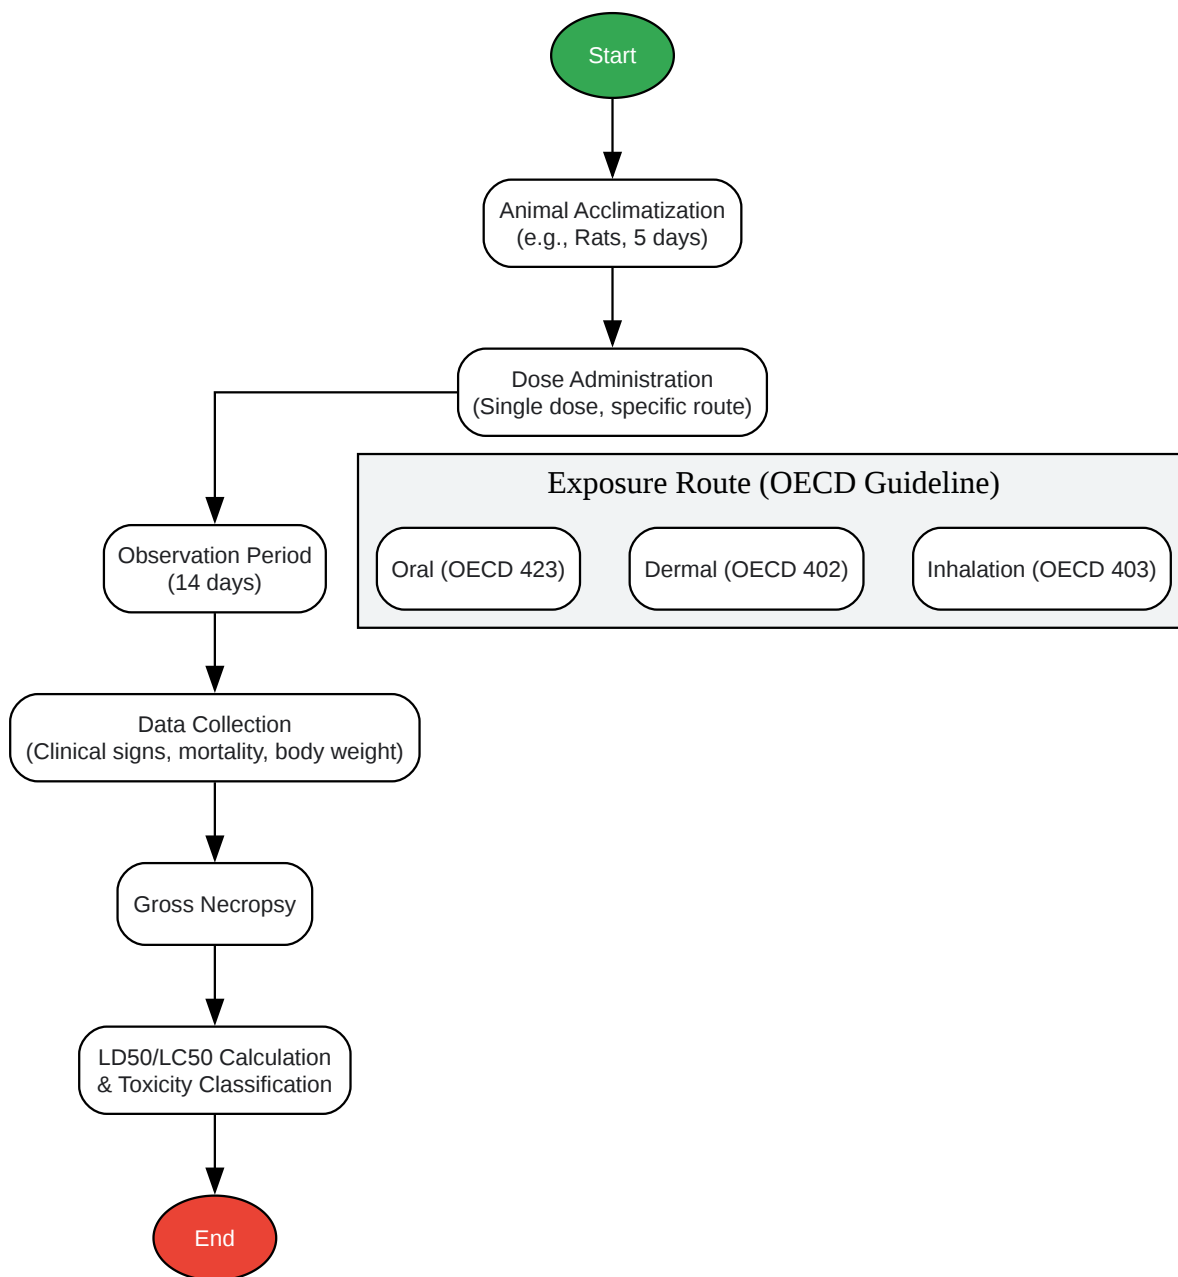 Start
Animal Acclimatization
(e.g., Rats, 5 days)
Dose Administration
(Single dose, specific route)
Exposure Route (OECD Guideline)
Observation Period
(14 days)
Oral (OECD 423)
Dermal (OECD 402)
Inhalation (OECD 403)
Data Collection
(Clinical signs, mortality, body weight)
Gross Necropsy
LD50/LC50 Calculation
& Toxicity Classification
End